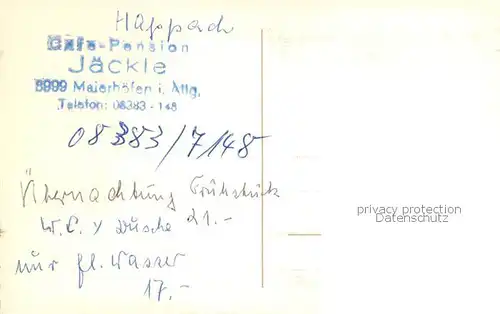 Happach
Café-Pension
Jäckle
8999 Maierhöfen i. Allg.
Telefon: 08383 - 148
08383/7148
Übernachtung Frühstück
W.C. y Dusche 21.-
nur fl. Wasser
17.-
privacy protection
Datenschutz